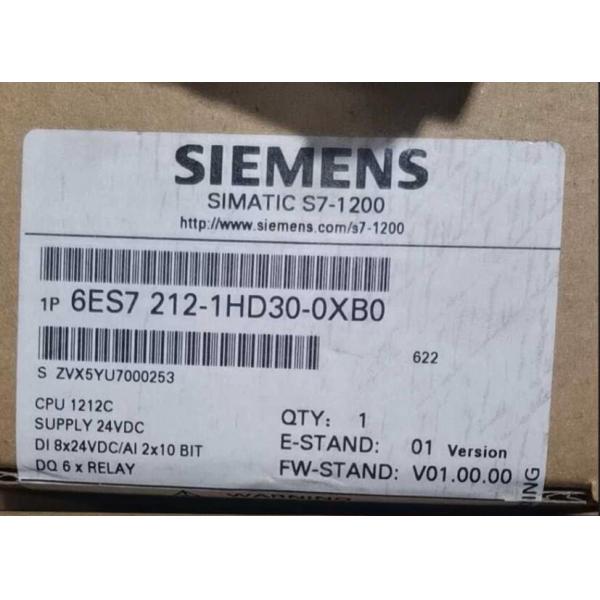 SIEMENS
SIMATIC S7-1200
http://www.siemens.com/s7-1200
1P 6ES7 212-1HD30-0XB0
S ZVX5YU7000253
622
CPU 1212C
SUPPLY 24VDC
DI 8x24VDC/AI 2x10 BIT
DQ 6 x RELAY
QTY: 1
E-STAND: 01 Version
FW-STAND: V01.00.00
WARNING